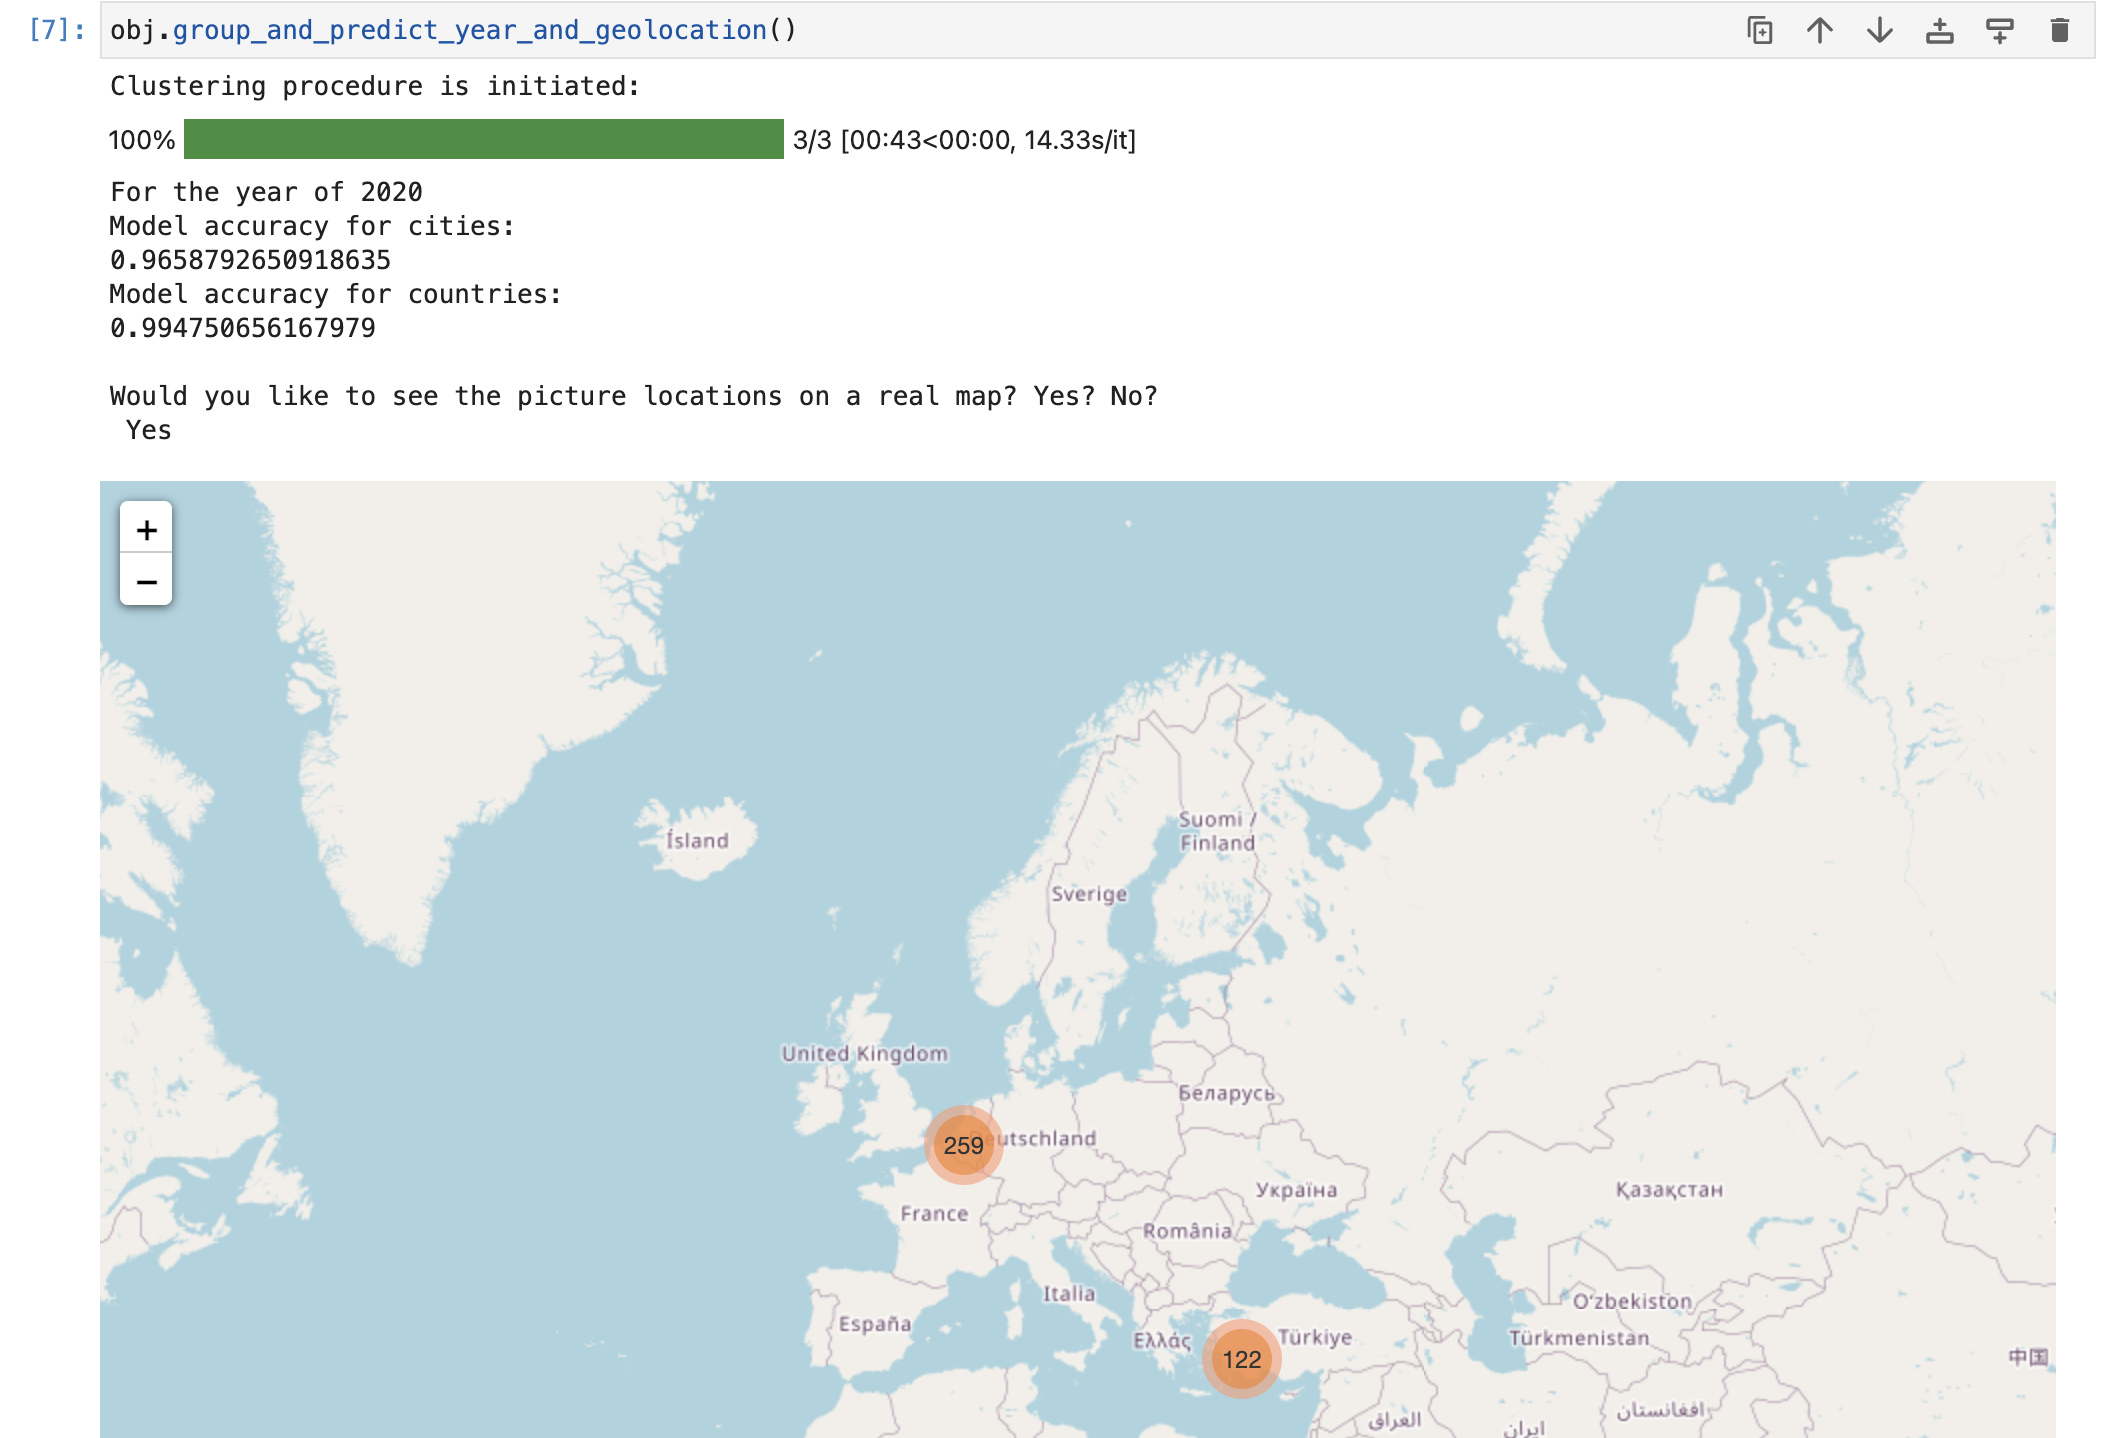 [7]: obj.group_and_predict_year_and_geolocation()
Clustering procedure is initiated:
100% 3/3 [00:43<00:00, 14.33s/it]
For the year of 2020
Model accuracy for cities:
0.9658792650918635
Model accuracy for countries:
0.994750656167979
Would you like to see the picture locations on a real map? Yes? No?
Yes
+
−
Suomi /
Finland
Ísland
Sverige
United Kingdom
Беларусь
259
Україна
Қазақстан
France
România
Italia
Oʻzbekiston
España
Ελλάς
Türkiye
Türkmenistan
122
中国
العراق
ایران
افغانستان